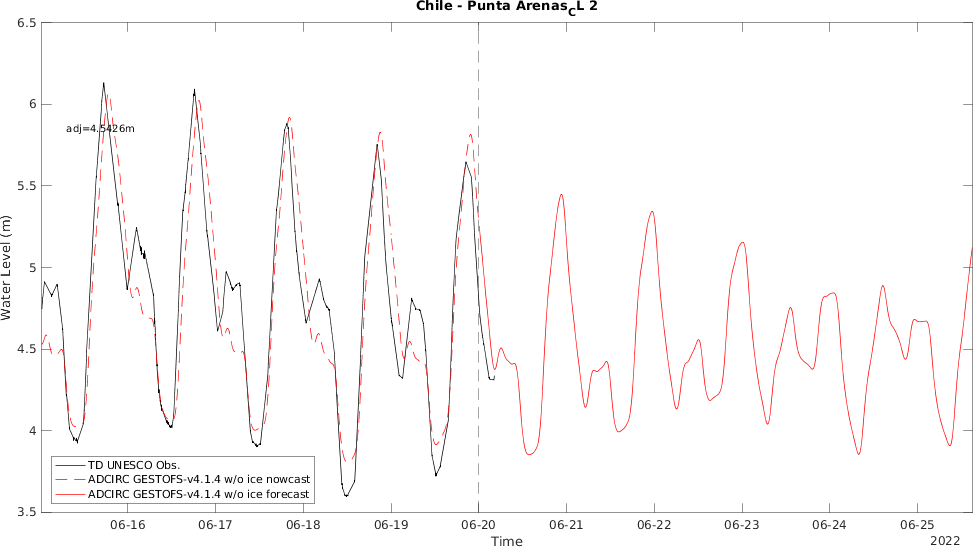 Chile - Punta Arenas_CL 2
6.5
6
5.5
5
4.5
4
3.5
Water Level (m)
adj=4.5426m
TD UNESCO Obs.
ADCIRC GESTOFS-v4.1.4 w/o ice nowcast
ADCIRC GESTOFS-v4.1.4 w/o ice forecast
06-16 06-17 06-18 06-19 06-20 06-21 06-22 06-23 06-24 06-25
Time
2022